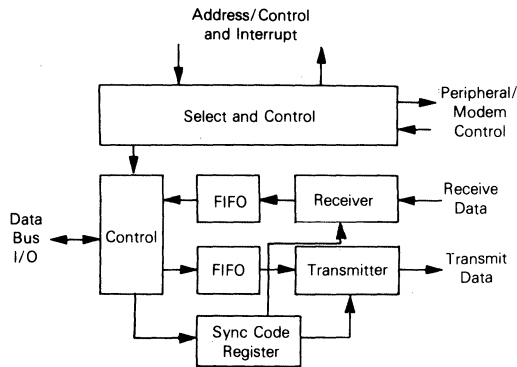 Address/Control
and Interrupt
Select and Control
Peripheral/
Modem
Control
FIFO
Receiver
Receive
Data
Data
Bus
I/O
Control
FIFO
Transmitter
Transmit
Data
Sync Code
Register